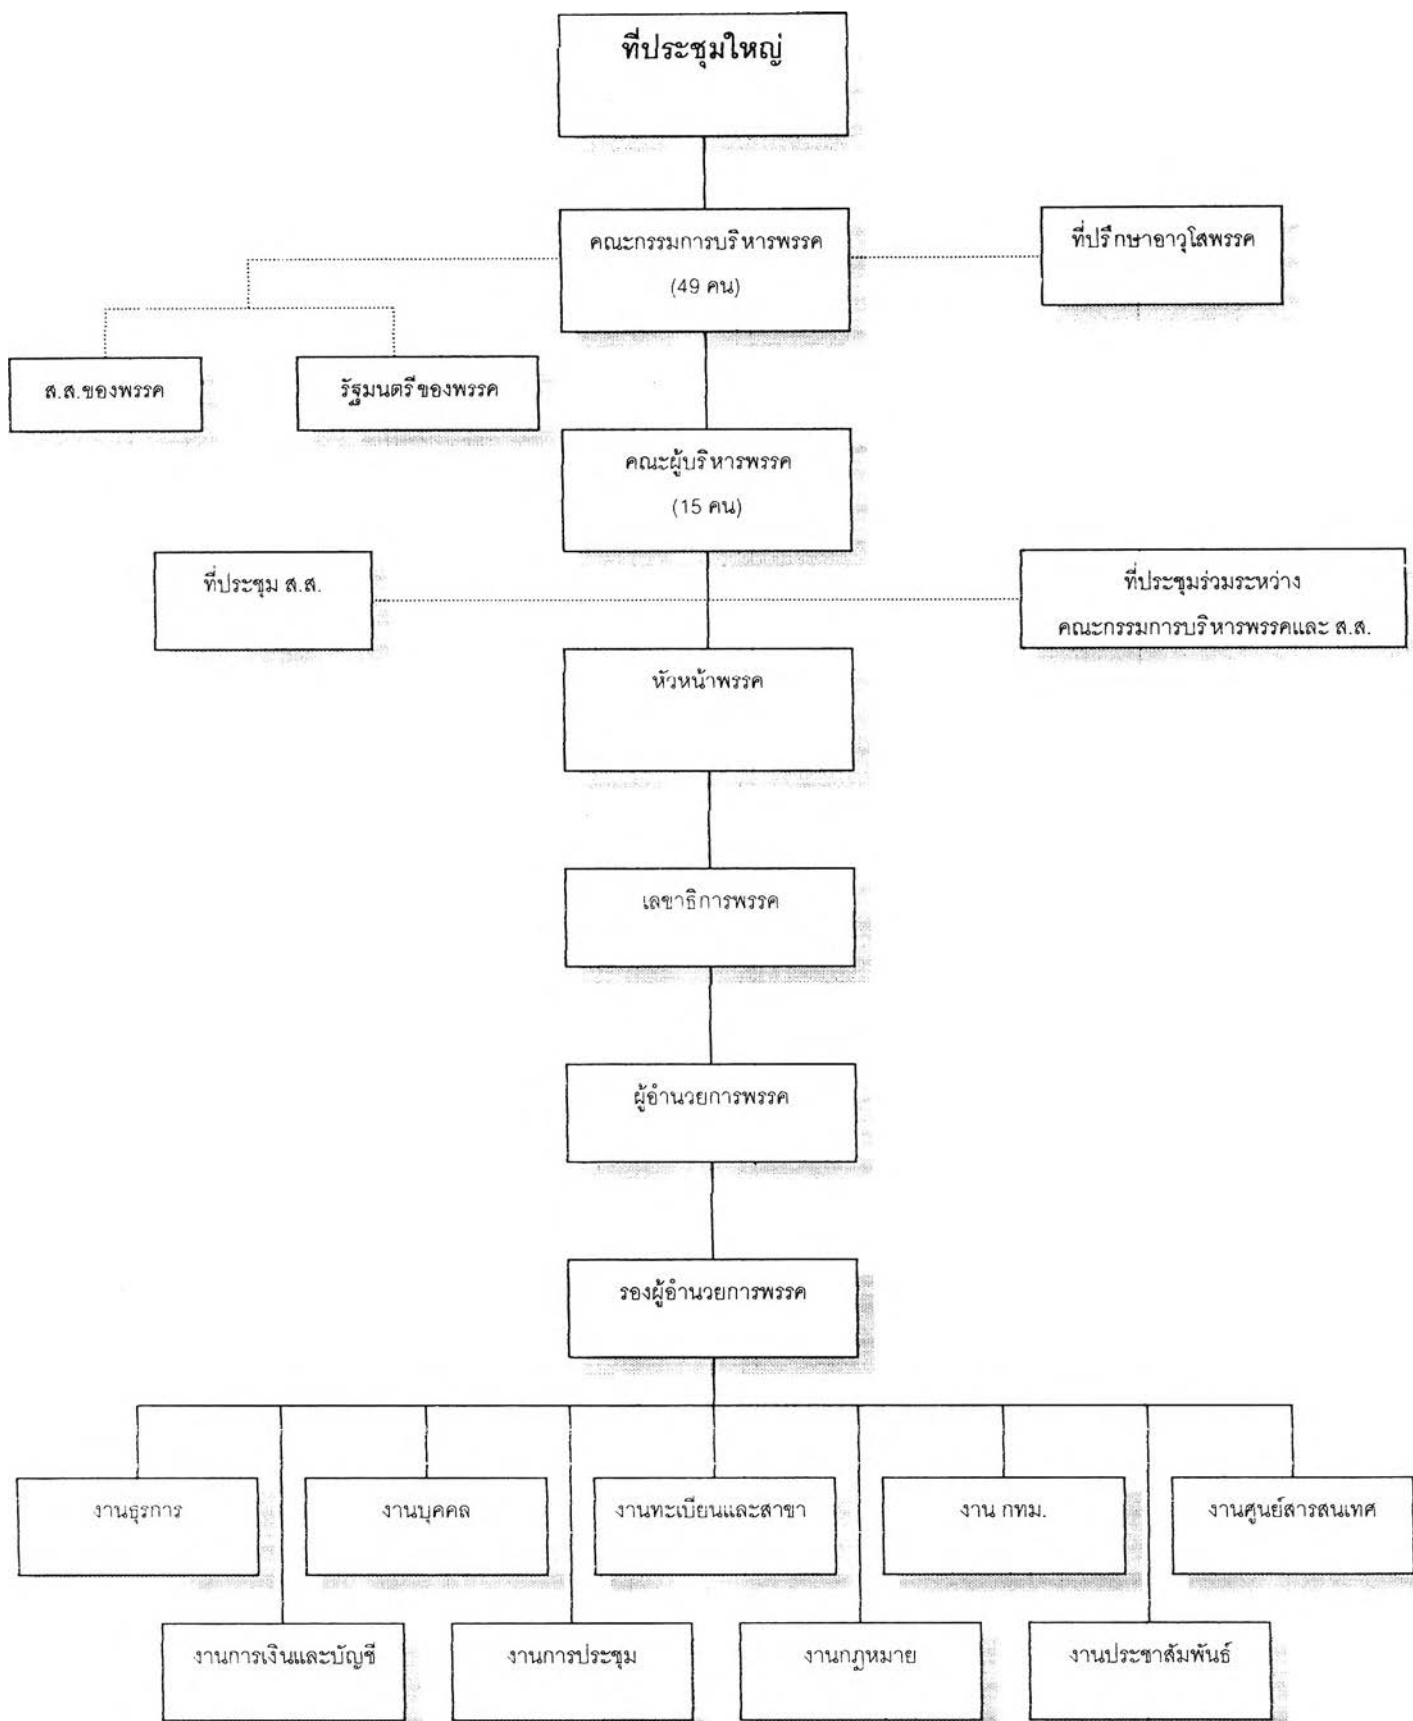 ที่ประชุมใหญ่
คณะกรรมการบริหารพรรค
(49 คน)
ที่ปรึกษาอาวุโสพรรค
ส.ส.ของพรรค
รัฐมนตรีของพรรค
คณะผู้บริหารพรรค
(15 คน)
ที่ประชุม ส.ส.
ที่ประชุมร่วมระหว่าง
คณะกรรมการบริหารพรรคและ ส.ส.
หัวหน้าพรรค
เลขาธิการพรรค
ผู้อำนวยการพรรค
รองผู้อำนวยการพรรค
งานธุรการ
งานบุคคล
งานทะเบียนและสาขา
งาน กทม.
งานศูนย์สารสนเทศ
งานการเงินและบัญชี
งานการประชุม
งานกฎหมาย
งานประชาสัมพันธ์